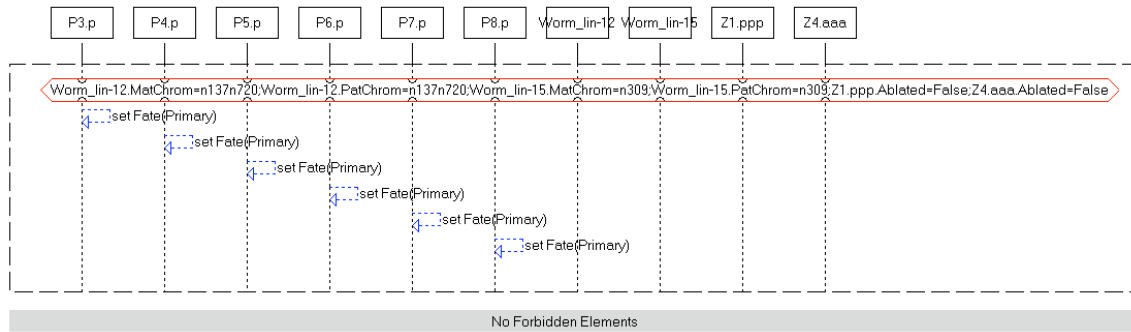 P3.p P4.p P5.p P6.p P7.p P8.p Worm_lin-12 Worm_lin-15 Z1.ppp Z4.aaa
Worm_lin-12.MatChrom=n137n720;Worm_lin-12.PatChrom=n137n720;Worm_lin-15.MatChrom=n309;Worm_lin-15.PatChrom=n309;Z1.ppp.Ablated=False;Z4.aaa.Ablated=False
set Fate(Primary)
set Fate(Primary)
set Fate(Primary)
set Fate(Primary)
set Fate(Primary)
set Fate(Primary)
No Forbidden Elements